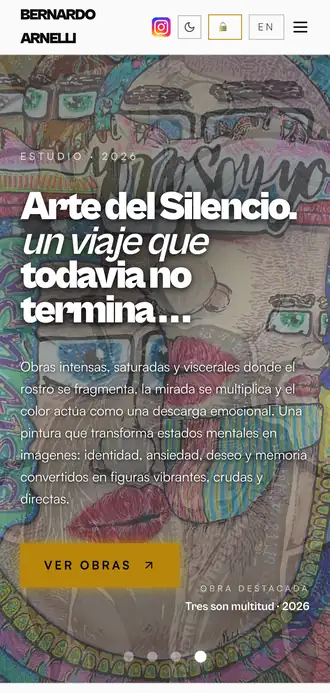 BERNARDO
ARNELLI
EN
ESTUDIO · 2026
yo soy yo
Arte del Silencio.
un viaje que
todavia no
termina...
Obras intensas, saturadas y viscerales donde el
rostro se fragmenta, la mirada se multiplica y el
color actúa como una descarga emocional. Una
pintura que transforma estados mentales en
imágenes: identidad, ansiedad, deseo y memoria
convertidos en figuras vibrantes, crudas y
directas.
VER OBRAS ↗
OBRA DESTACADA
Tres son multitud · 2026